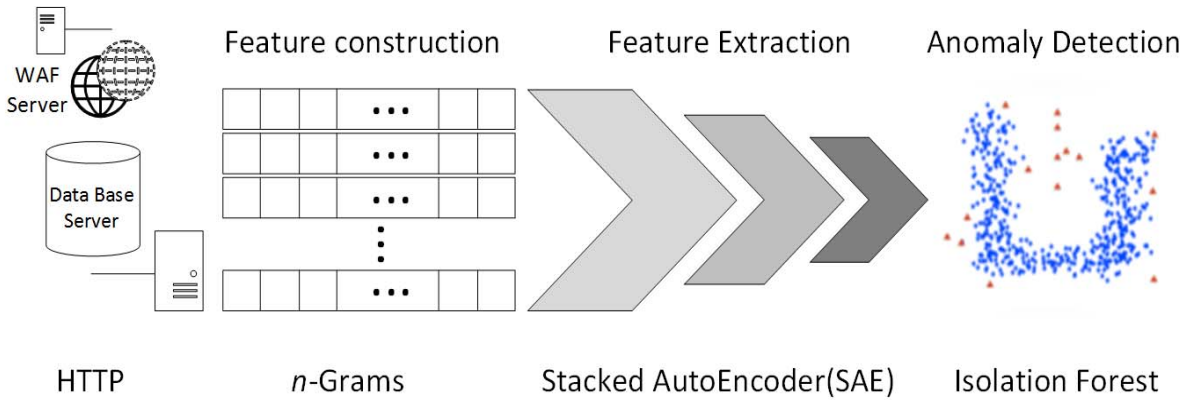 Feature construction
Feature Extraction
Anomaly Detection
WAF
Server
Data Base
Server
HTTP
n-Grams
Stacked AutoEncoder(SAE)
Isolation Forest